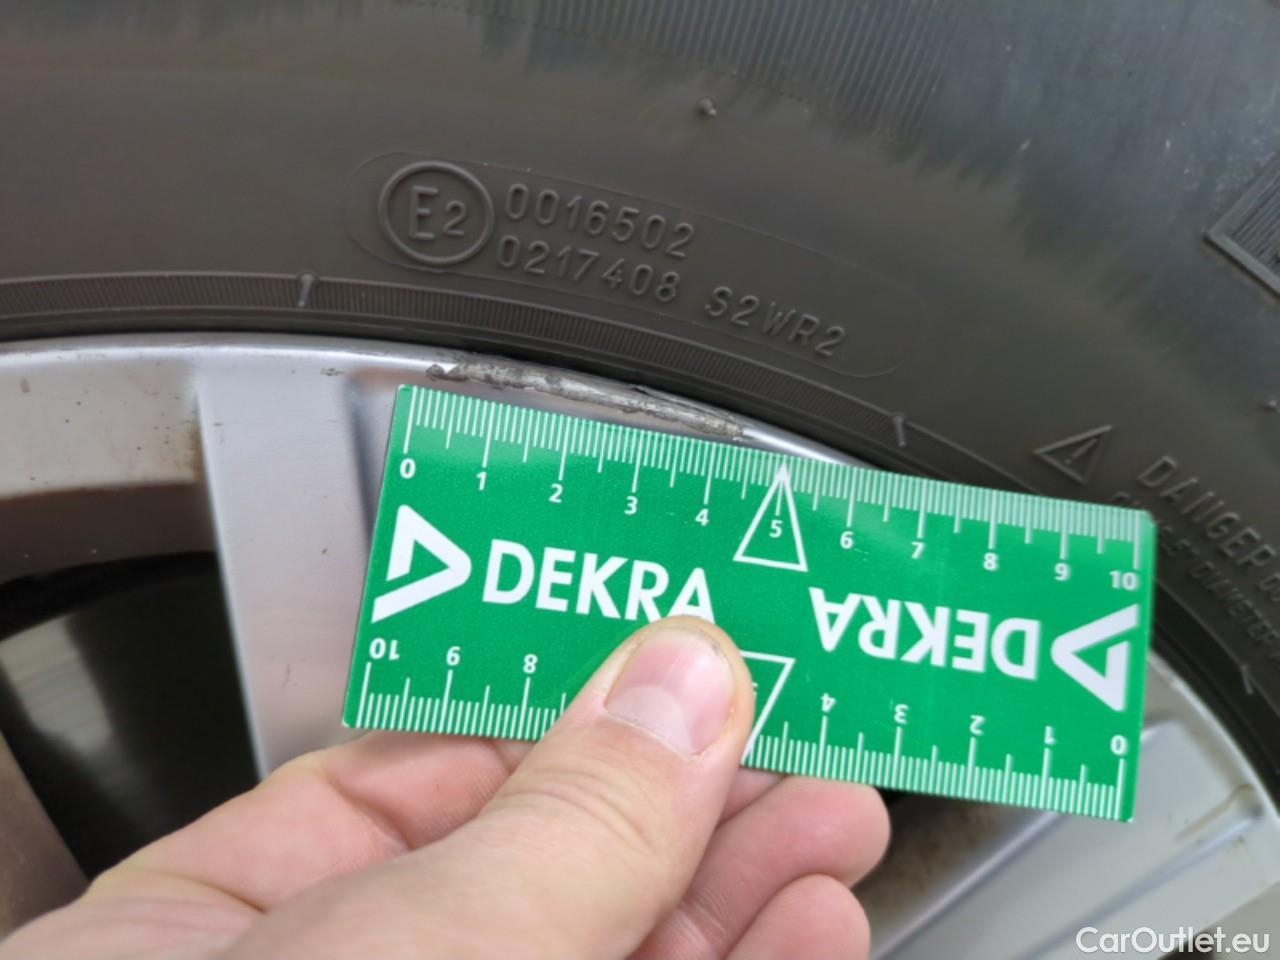 E2
0016502
0217408 S2WR2
DANGER
0 1 2 3 4 5 6 7 8 9 10
DEKRA
DEKRA
10 9 8 4 3 2 1 0
CarOutlet.eu